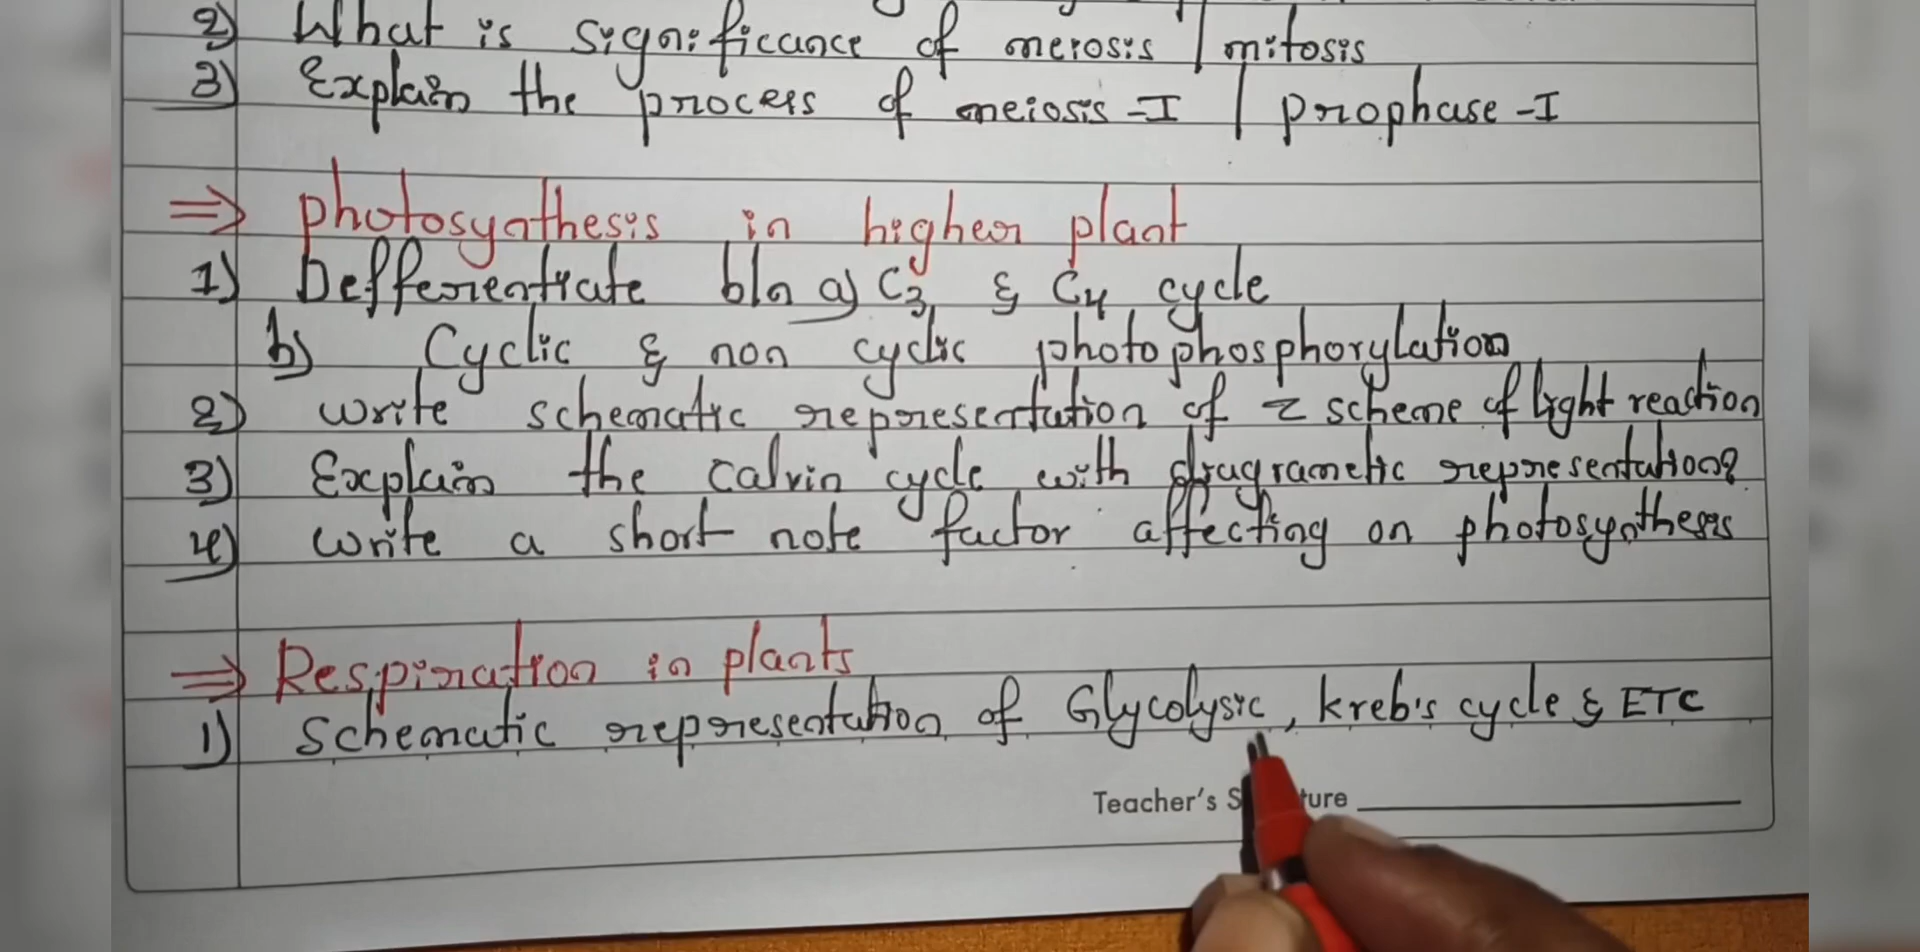 2) What is significance of meiosis / mitosis
3) Explain the process of meiosis-I / prophase-I
⇒ photosynthesis in higher plant
1) Defferentiate b/n a) C3 & C4 cycle
b) Cyclic & non cyclic photophosphorylation
2) write schematic representation of z scheme of light reaction
3) Explain the calvin cycle with diagrametic representation?
4) write a short note factor affecting on photosynthesis
⇒ Respiration in plants
1) Schematic representation of Glycolysic, kreb's cycle & ETC
Teacher's S ture